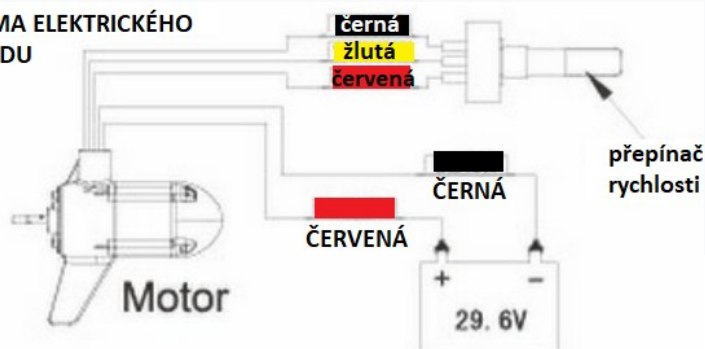 MA ELEKTRICKÉHO
DU
černá
žlutá
červená
přepínač
rychlosti
ČERNÁ
ČERVENÁ
+ −
29. 6V
Motor